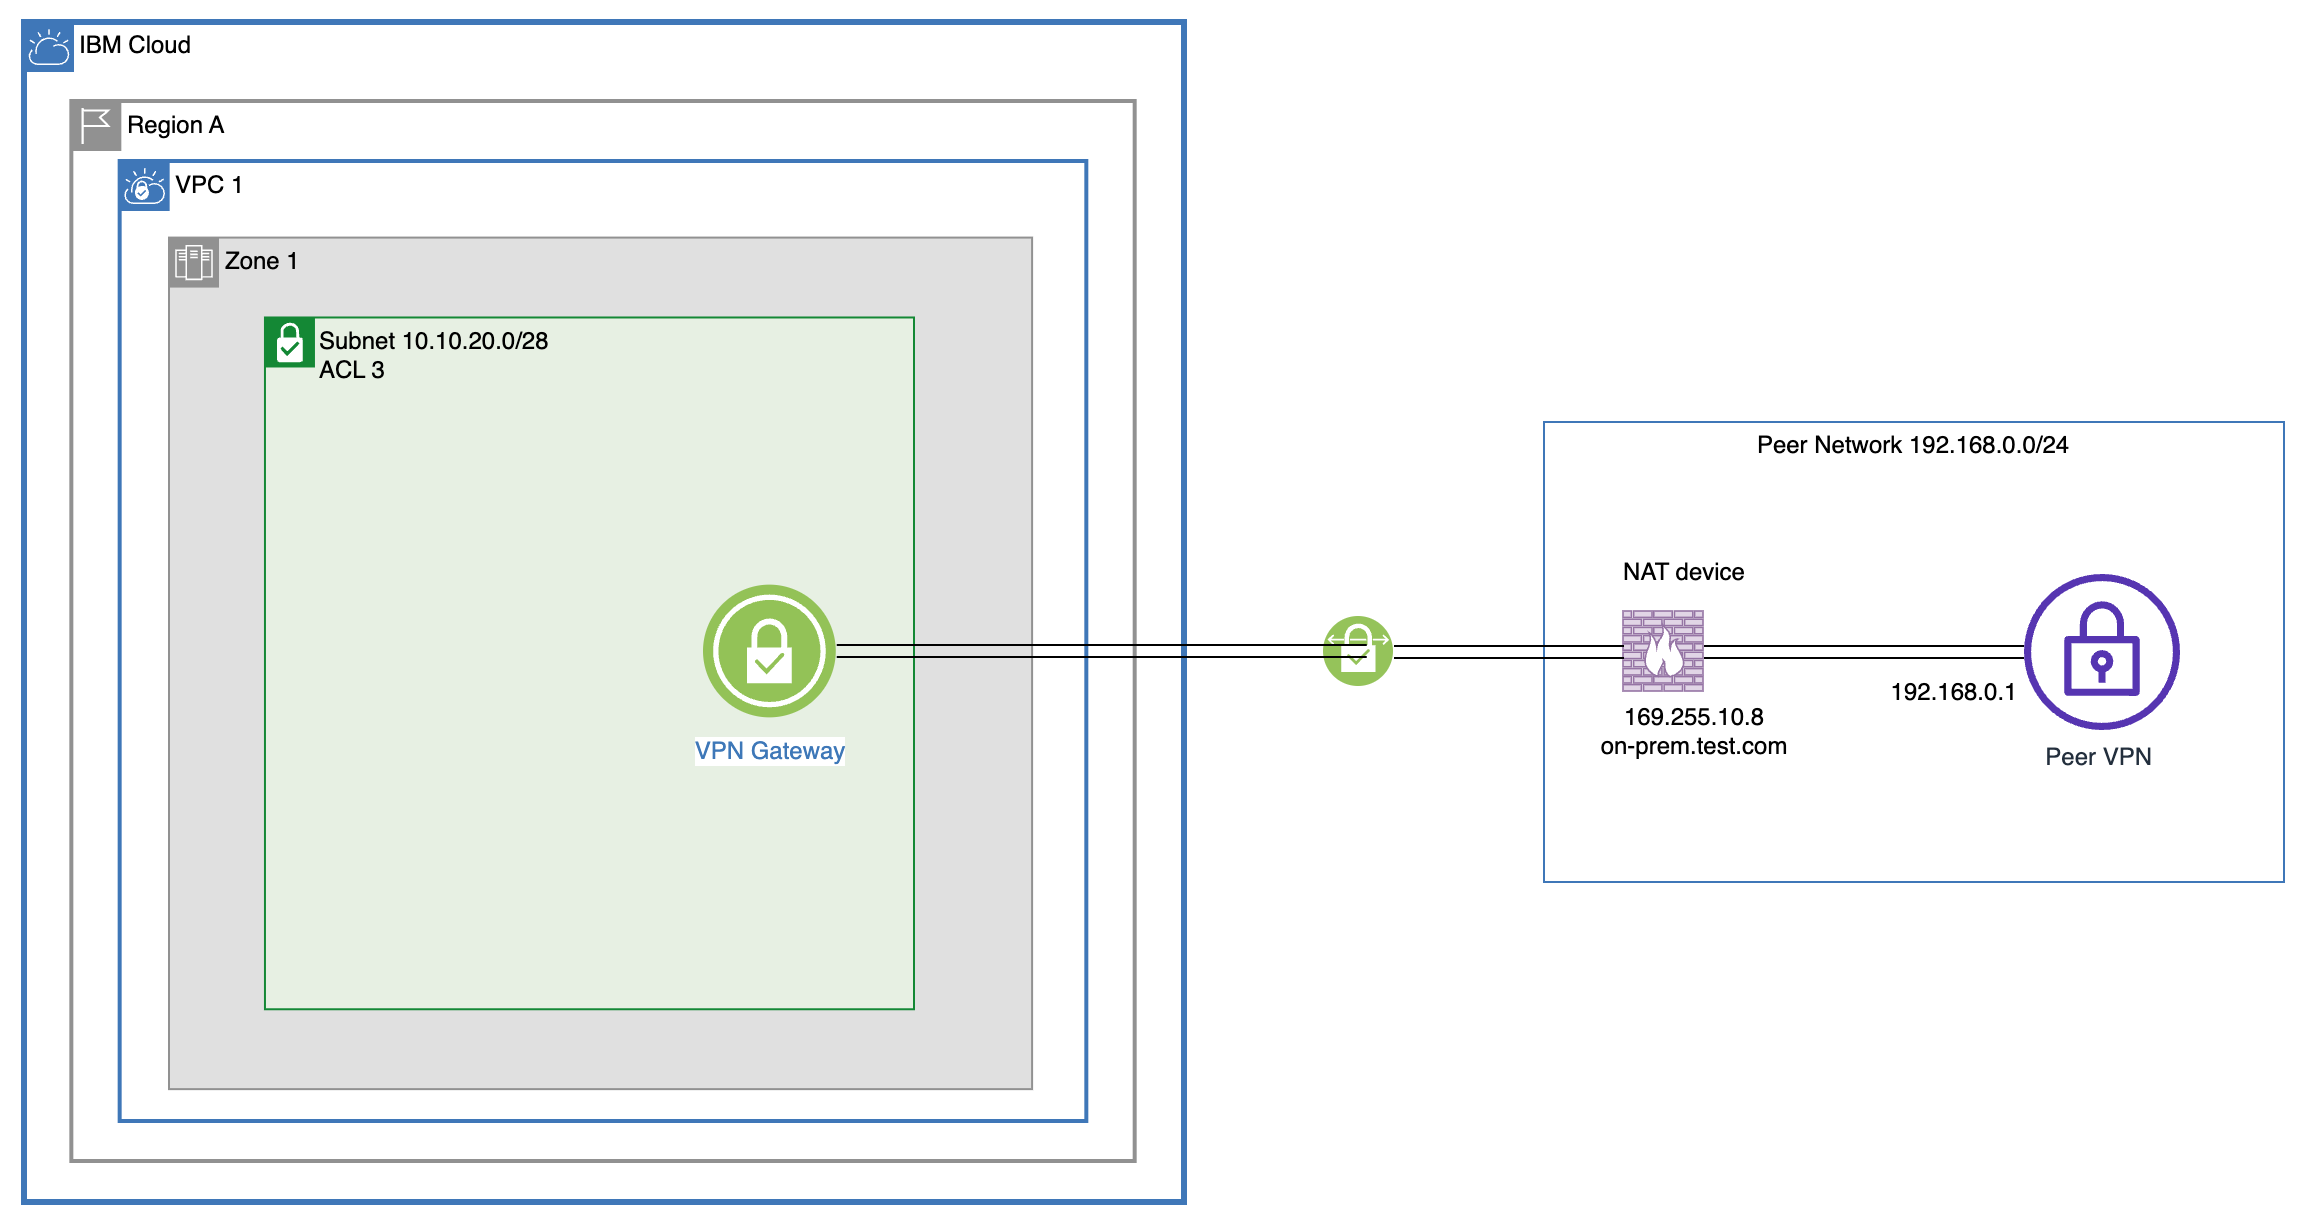 IBM Cloud
Region A
VPC 1
Zone 1
Subnet 10.10.20.0/28
ACL 3
VPN Gateway
Peer Network 192.168.0.0/24
NAT device
169.255.10.8
on-prem.test.com
192.168.0.1
Peer VPN